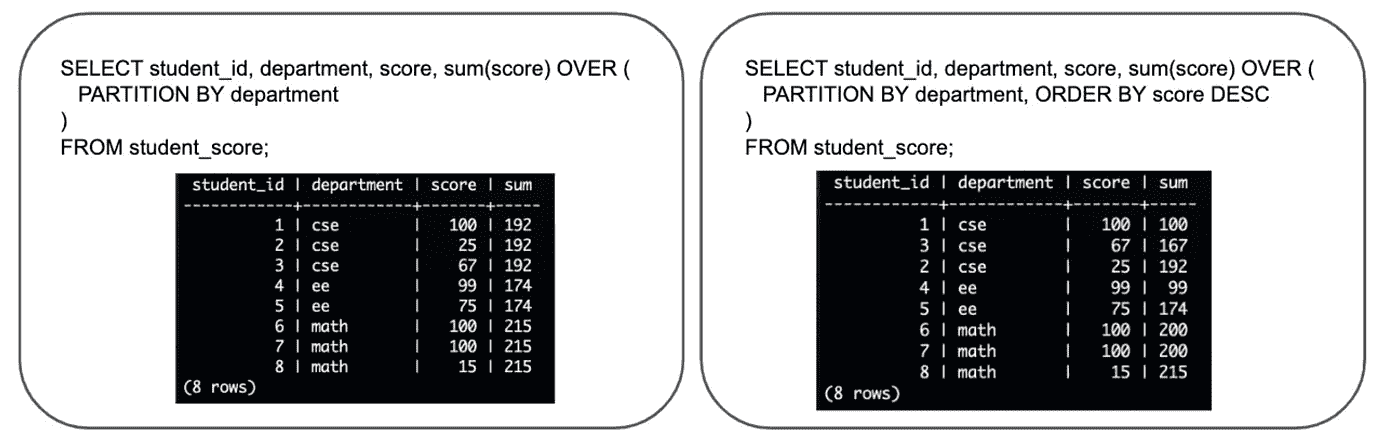 SELECT student_id, department, score, sum(score) OVER (
PARTITION BY department
)
FROM student_score;
student_id | department | score | sum
------------+------------+-------+-----
1 | cse | 100 | 192
2 | cse | 25 | 192
3 | cse | 67 | 192
4 | ee | 99 | 174
5 | ee | 75 | 174
6 | math | 100 | 215
7 | math | 100 | 215
8 | math | 15 | 215
(8 rows)
SELECT student_id, department, score, sum(score) OVER (
PARTITION BY department, ORDER BY score DESC
)
FROM student_score;
student_id | department | score | sum
------------+------------+-------+-----
1 | cse | 100 | 100
3 | cse | 67 | 167
2 | cse | 25 | 192
4 | ee | 99 | 99
5 | ee | 75 | 174
6 | math | 100 | 200
7 | math | 100 | 200
8 | math | 15 | 215
(8 rows)